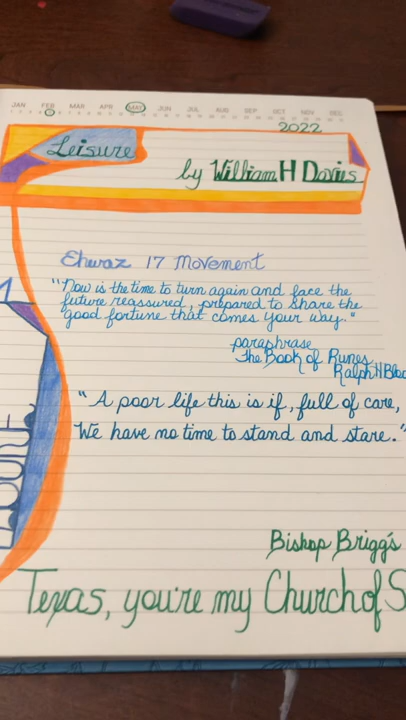 JAN FEB MAR APR MAY JUN JUL AUG SEP OCT NOV DEC
2022
Leisure
by William H Davies
Ehwaz 17 Movement
"Now is the time to turn again and face the
future reassured, prepared to share the
good fortune that comes your way."
paraphrase
The Book of Runes
Ralph H Bloo
"A poor life this is if, full of care,
We have no time to stand and stare."
Bishop Briggs
Texas, you're my Church of S